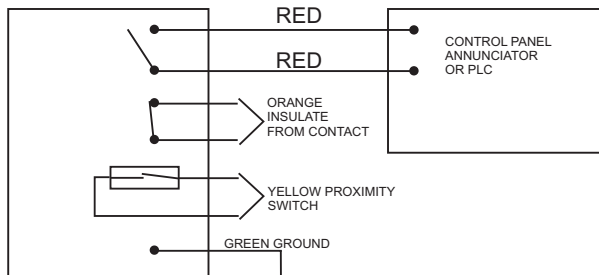 RED
CONTROL PANEL
ANNUNCIATOR
OR PLC
RED
ORANGE
INSULATE
FROM CONTACT
YELLOW PROXIMITY
SWITCH
GREEN GROUND